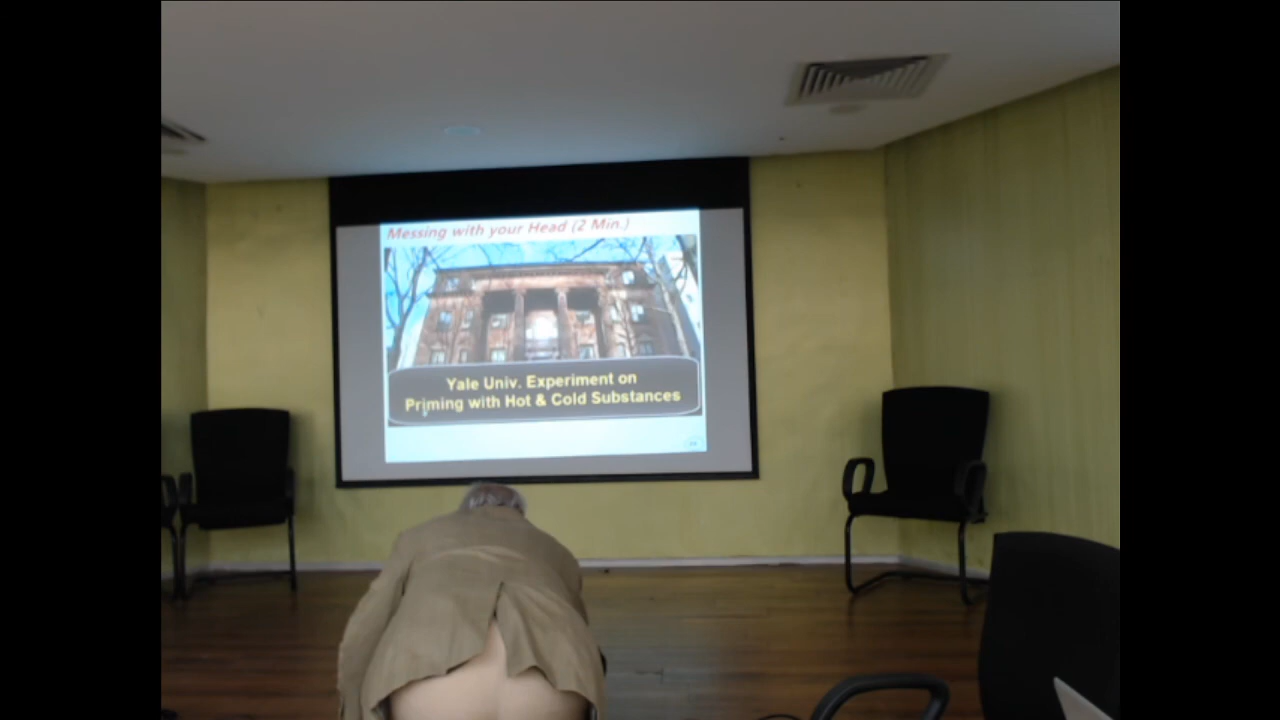 Messing with your Head (2 Min.)
Yale Univ. Experiment on
Priming with Hot & Cold Substances